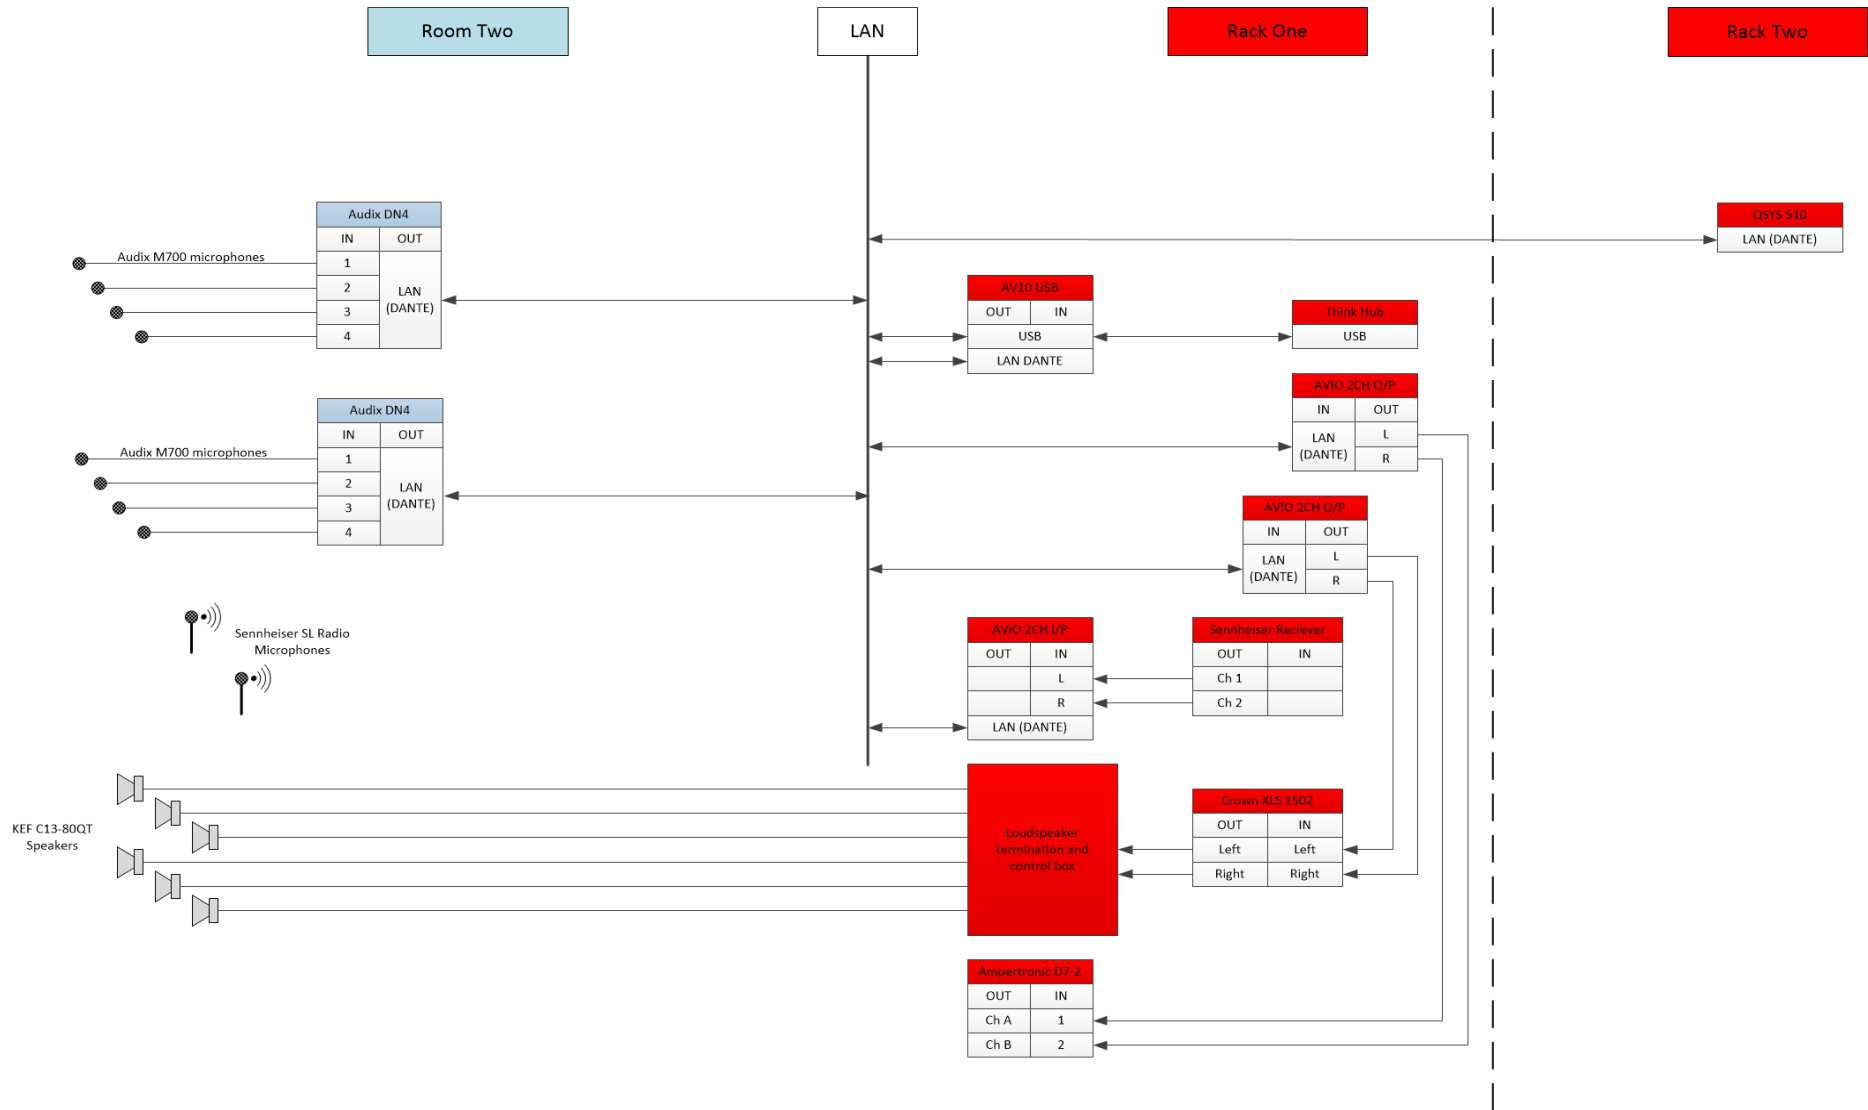 Room Two
LAN
Rack One
Rack Two
Audix DN4
IN OUT
Audix M700 microphones
1
2
3
4
LAN
(DANTE)
QSYS 510
LAN (DANTE)
AV10 USB
OUT IN
USB
LAN DANTE
Think Hub
USB
AVIO 2CH O/P
IN OUT
LAN
(DANTE)
L
R
Audix DN4
IN OUT
Audix M700 microphones
1
2
3
4
LAN
(DANTE)
AVIO 2CH O/P
IN OUT
LAN
(DANTE)
L
R
Sennheiser SL Radio
Microphones
AVIO 2CH I/P
OUT IN
L
R
LAN (DANTE)
Sennheiser Reciever
OUT IN
Ch 1
Ch 2
KEF C13-80QT
Speakers
Loudspeaker
termination and
control box
Crown XLS 1502
OUT IN
Left Left
Right Right
Ampertronic D7-2
OUT IN
Ch A 1
Ch B 2